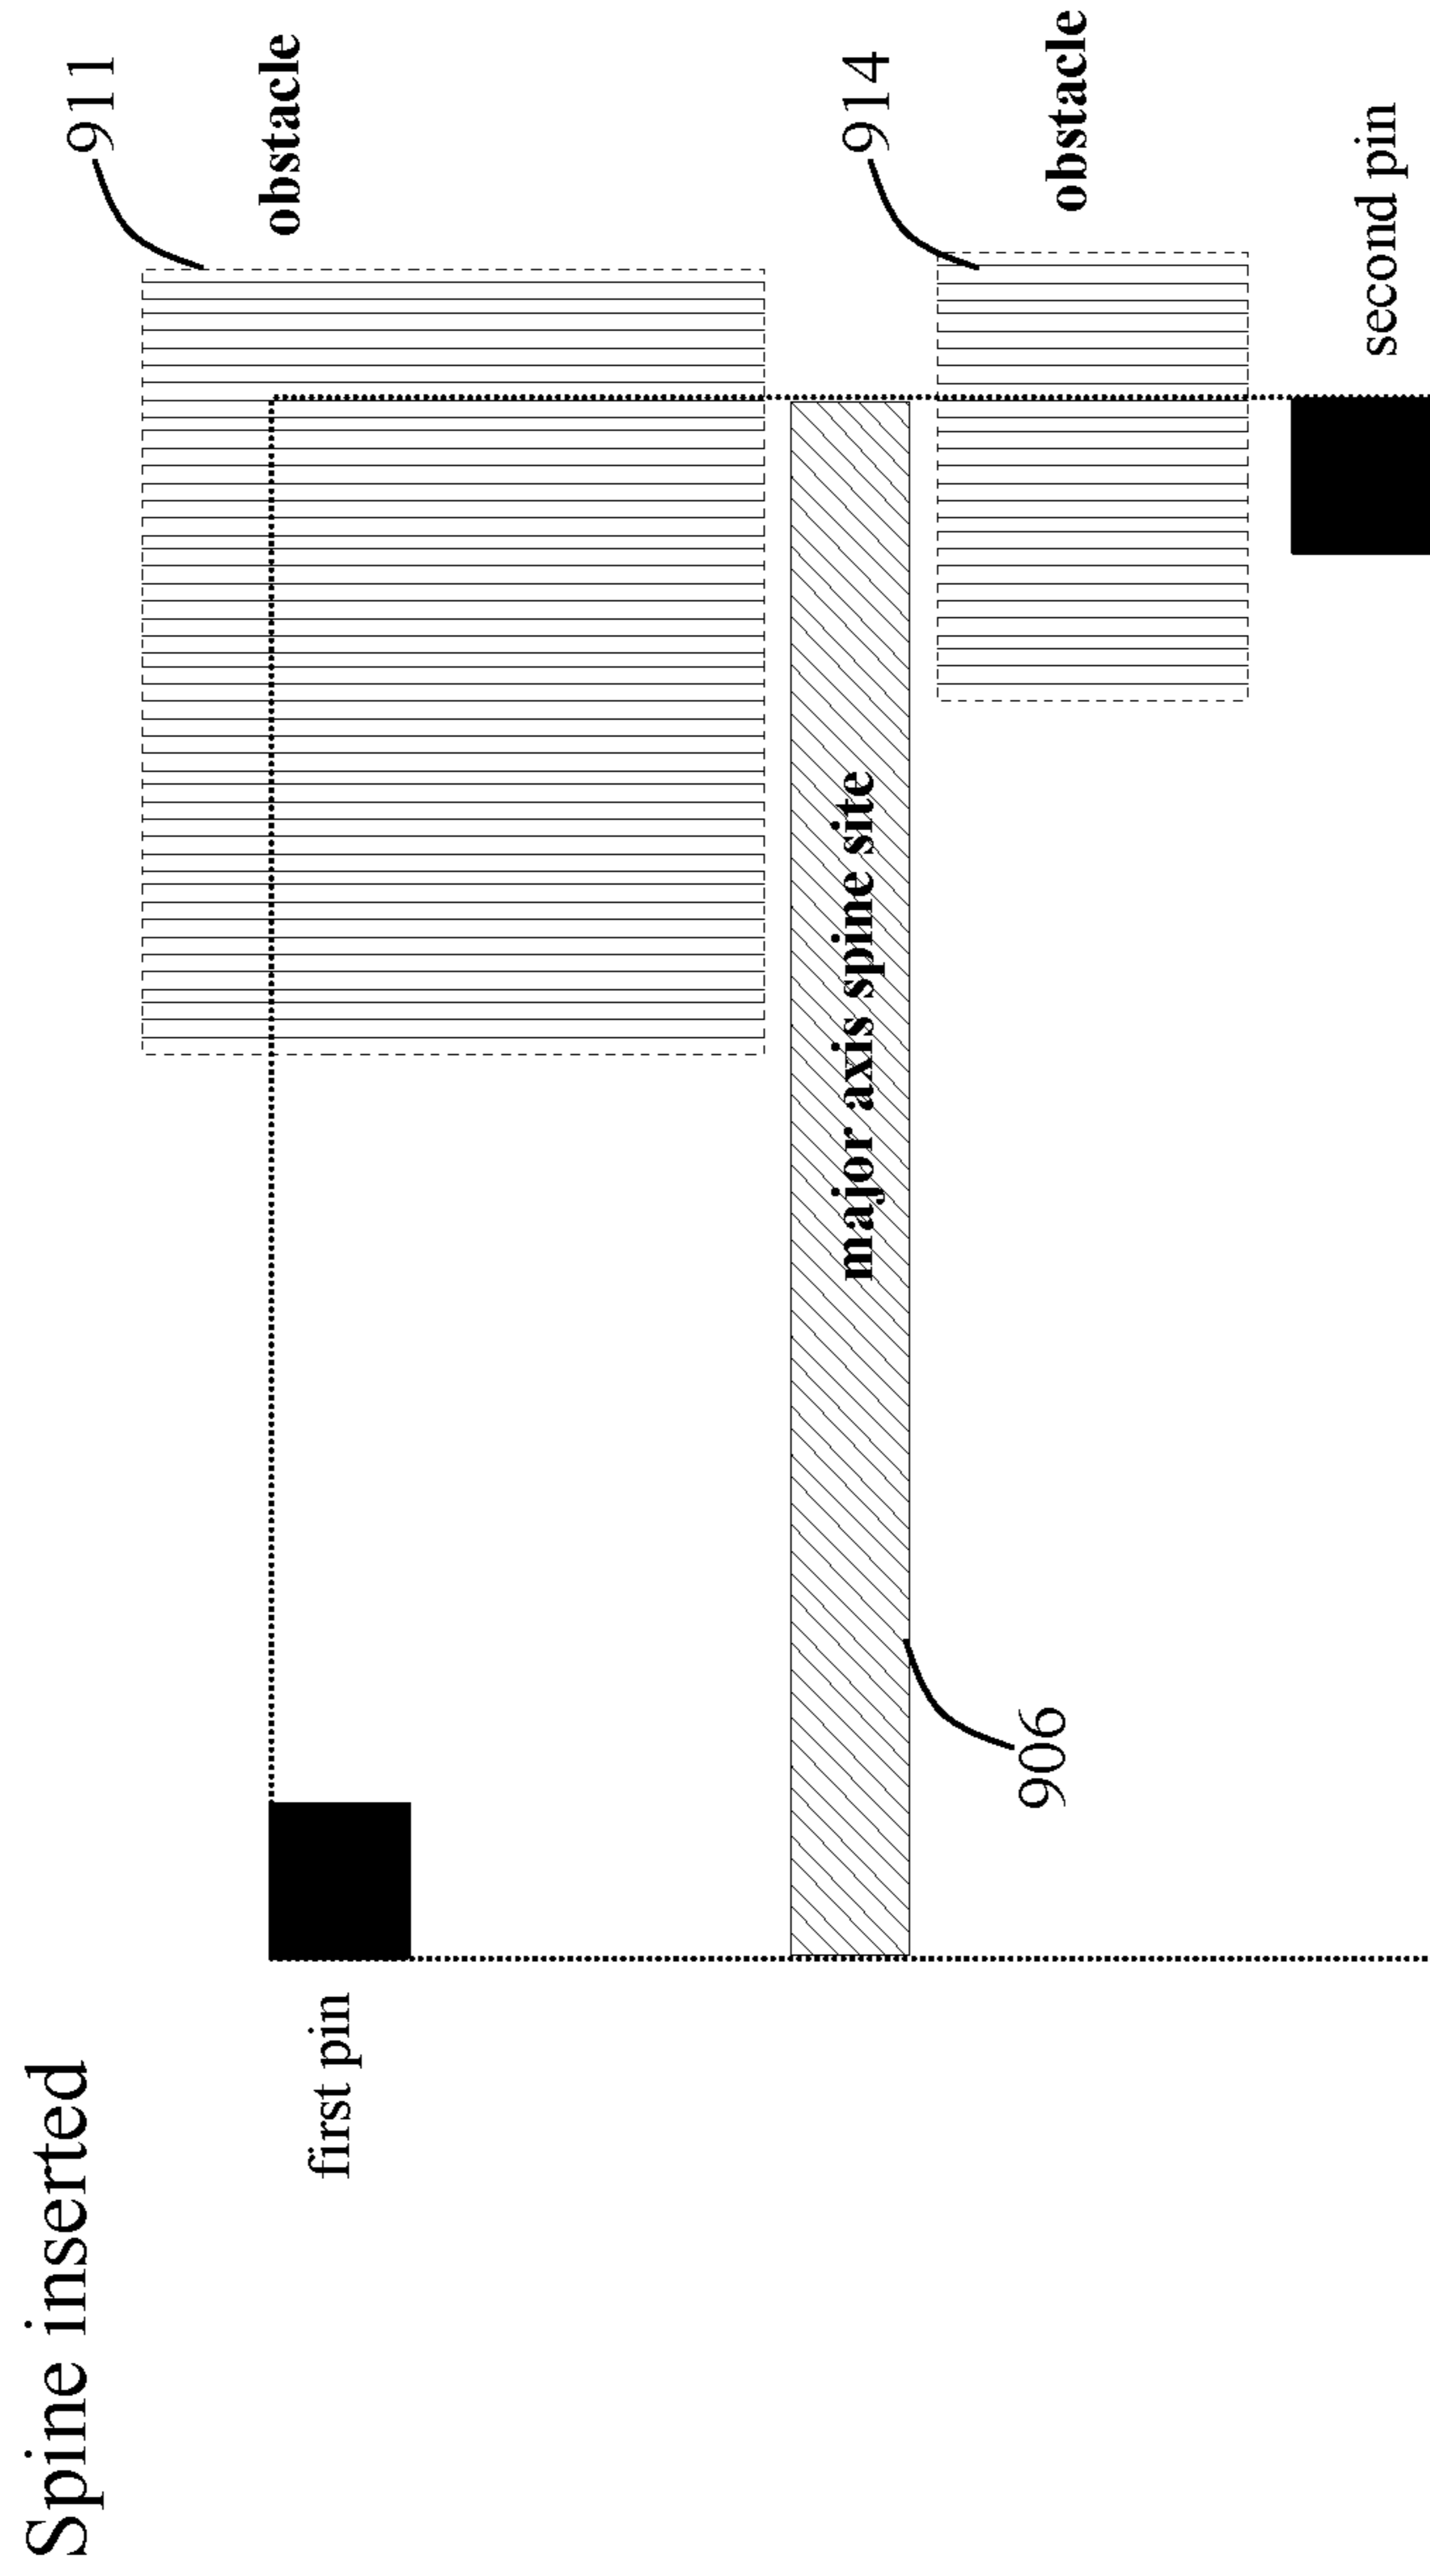 Spine inserted
911
obstacle
first pin
major axis spine site
906
914
obstacle
second pin